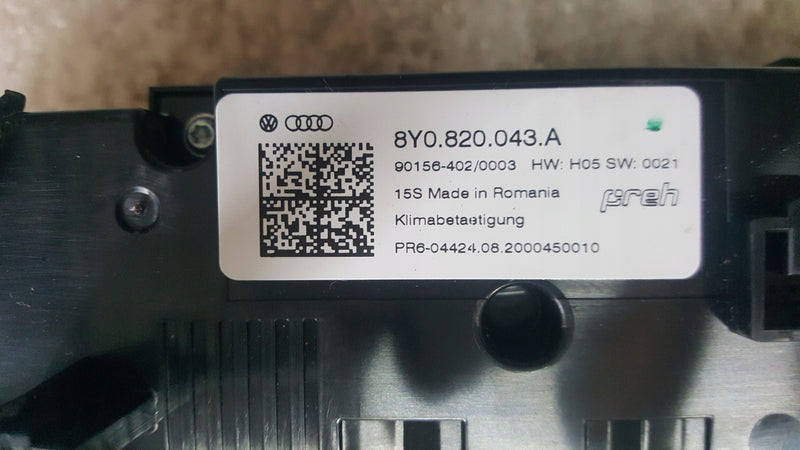 8Y0.820.043.A
90156-402/0003 HW: H05 SW: 0021
15S Made in Romania
preh
Klimabetaetigung
PR6-04424.08.2000450010